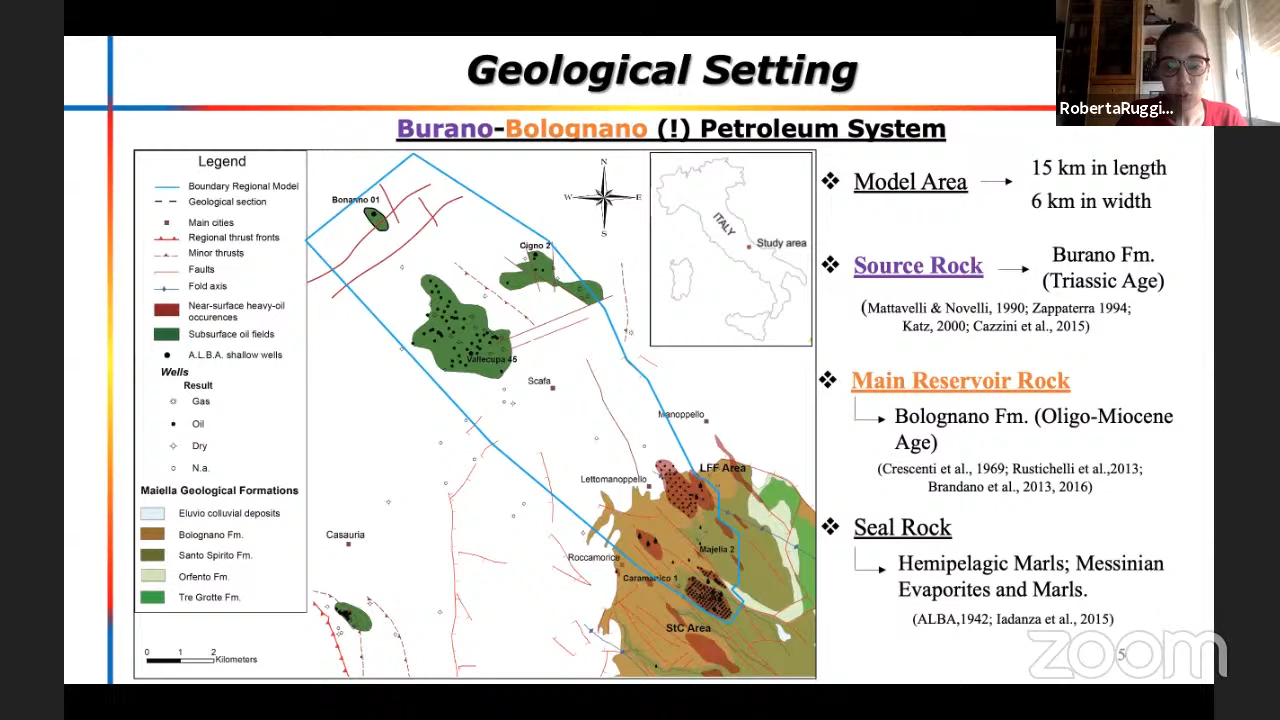 RobertaRuggi...
Geological Setting
Burano-Bolognano (!) Petroleum System
Legend
Boundary Regional Model
Geological section
Main cities
Regional thrust fronts
Minor thrusts
Faults
Fold axis
Near-surface heavy-oil
occurences
Subsurface oil fields
A.L.B.A. shallow wells
Wells
Result
Gas
Oil
Dry
N.a.
Maiella Geological Formations
Eluvio colluvial deposits
Bolognano Fm.
Santo Spirito Fm.
Orfento Fm.
Tre Grotte Fm.
0 1 2
Kilometers
N
W E
S
Bonanno 01
Cigno 2
Vallecupa 45
Scafa
Manoppello
LFF Area
Lettomanoppello
Casauria
Roccamorice
Majella 2
Caramanico 1
StC Area
ITALY
Study area
❖ Model Area
15 km in length
6 km in width
❖ Source Rock
Burano Fm.
(Triassic Age)
(Mattavelli & Novelli, 1990; Zappaterra 1994;
Katz, 2000; Cazzini et al., 2015)
❖ Main Reservoir Rock
Bolognano Fm. (Oligo-Miocene
Age)
(Crescenti et al., 1969; Rustichelli et al.,2013;
Brandano et al., 2013, 2016)
❖ Seal Rock
Hemipelagic Marls; Messinian
Evaporites and Marls.
(ALBA,1942; Iadanza et al., 2015)
5
zoom